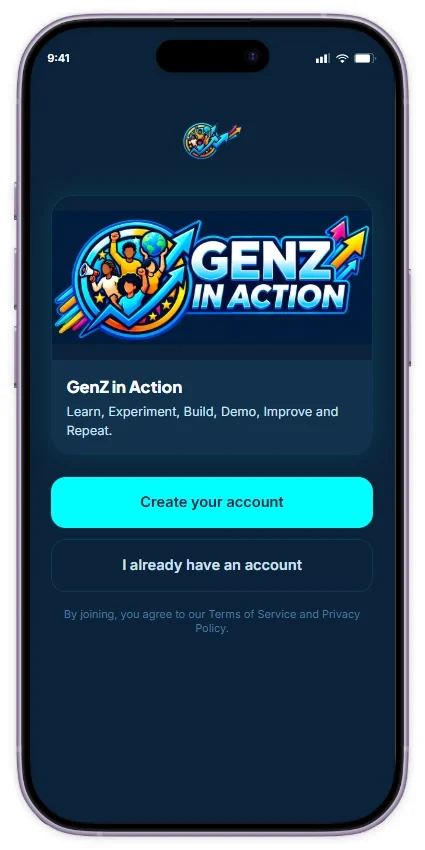 9:41
GENZ
IN ACTION
GenZ in Action
Learn, Experiment, Build, Demo, Improve and
Repeat.
Create your account
I already have an account
By joining, you agree to our Terms of Service and Privacy
Policy.